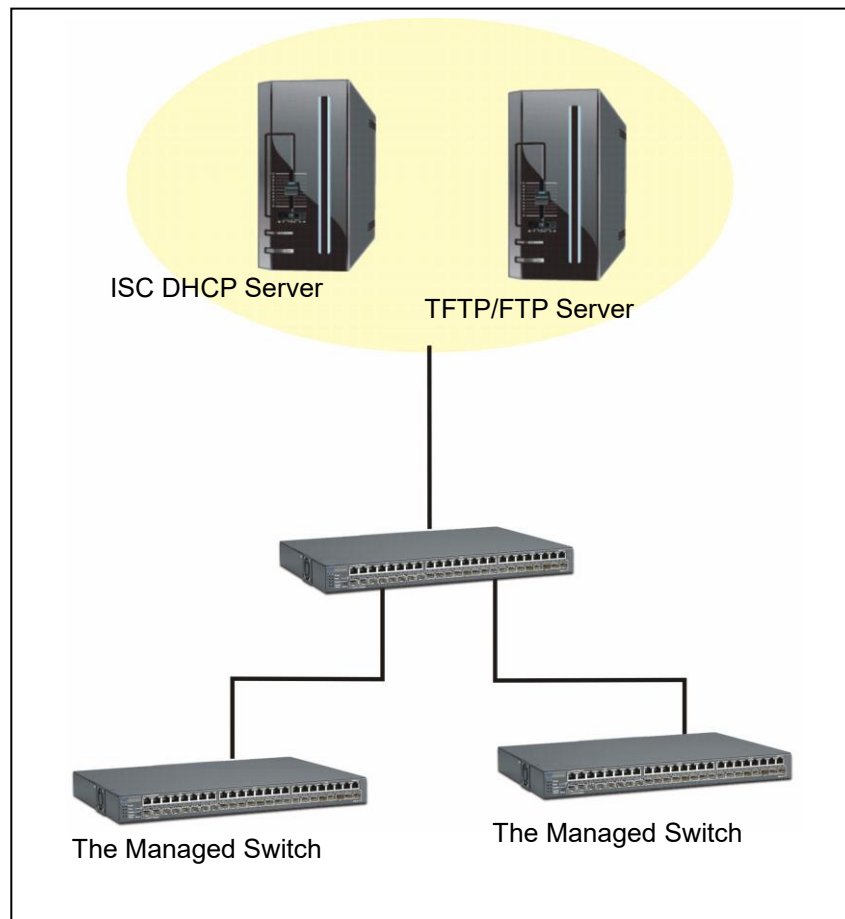 ISC DHCP Server
TFTP/FTP Server
The Managed Switch
The Managed Switch